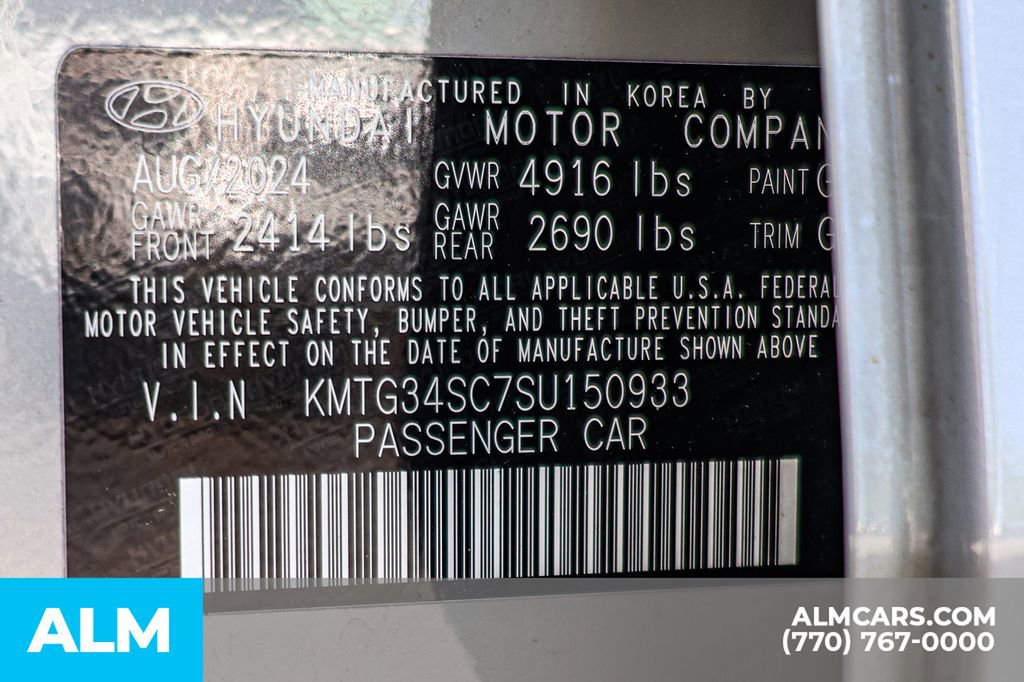 MANUFACTURED IN KOREA BY
HYUNDAI MOTOR COMPAN
AUG/2024 GVWR 4916 lbs PAINT
GAWR FRONT 2414 lbs GAWR REAR 2690 lbs TRIM
THIS VEHICLE CONFORMS TO ALL APPLICABLE U.S.A. FEDERAL
MOTOR VEHICLE SAFETY, BUMPER, AND THEFT PREVENTION STANDA
IN EFFECT ON THE DATE OF MANUFACTURE SHOWN ABOVE
V.I.N KMTG34SC7SU150933
PASSENGER CAR
ALM
ALMCARS.COM
(770) 767-0000